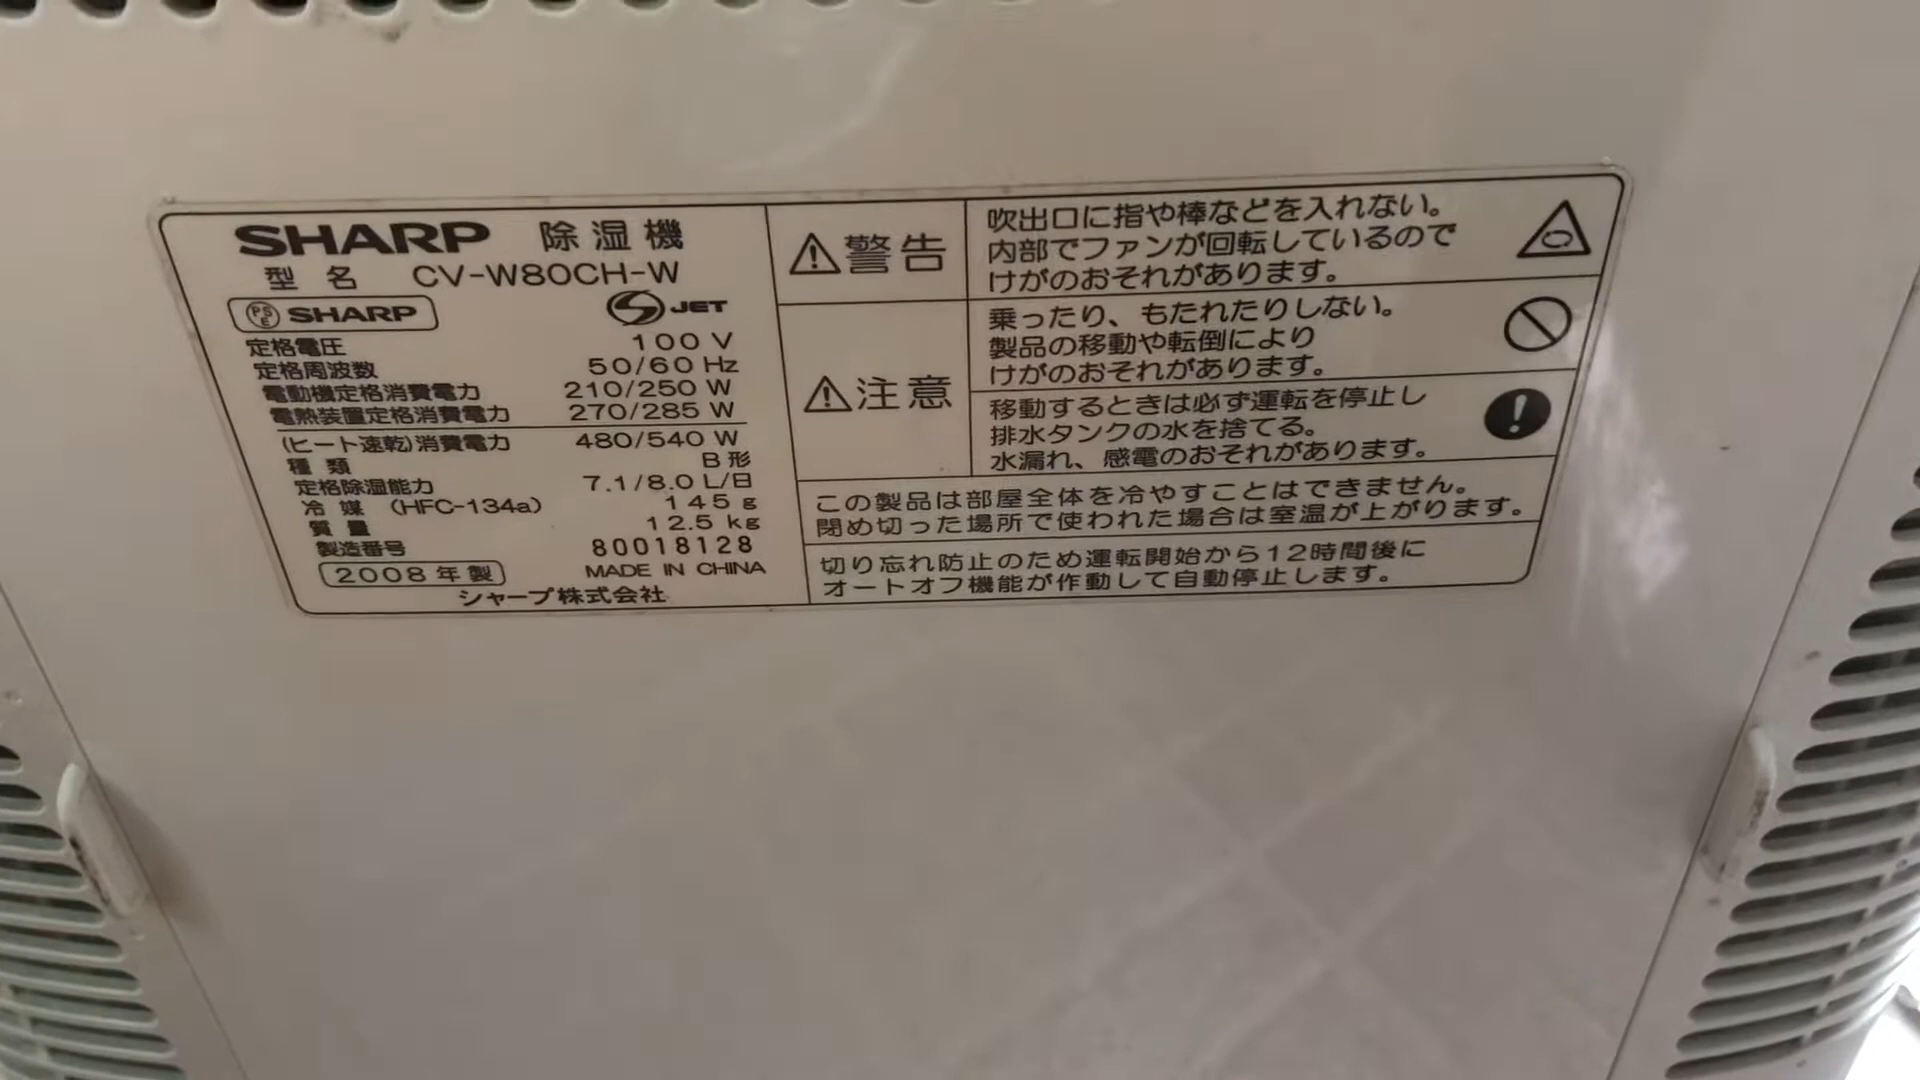 SHARP 除湿機
型名 CV-W80CH-W
PSE SHARP
S JET
定格電圧 100 V
定格周波数 50/60 Hz
電動機定格消費電力 210/250 W
電熱装置定格消費電力 270/285 W
(ヒート速乾)消費電力 480/540 W
種類 B形
定格除湿能力 7.1/8.0 L/日
冷媒 (HFC-134a) 145 g
質量 12.5 kg
製造番号 80018128
2008年製 MADE IN CHINA
シャープ株式会社
警告
吹出口に指や棒などを入れない。
内部でファンが回転しているので
けがのおそれがあります。
注意
乗ったり、もたれたりしない。
製品の移動や転倒により
けがのおそれがあります。
移動するときは必ず運転を停止し
排水タンクの水を捨てる。
水漏れ、感電のおそれがあります。
この製品は部屋全体を冷やすことはできません。
閉め切った場所で使われた場合は室温が上がります。
切り忘れ防止のため運転開始から12時間後に
オートオフ機能が作動して自動停止します。